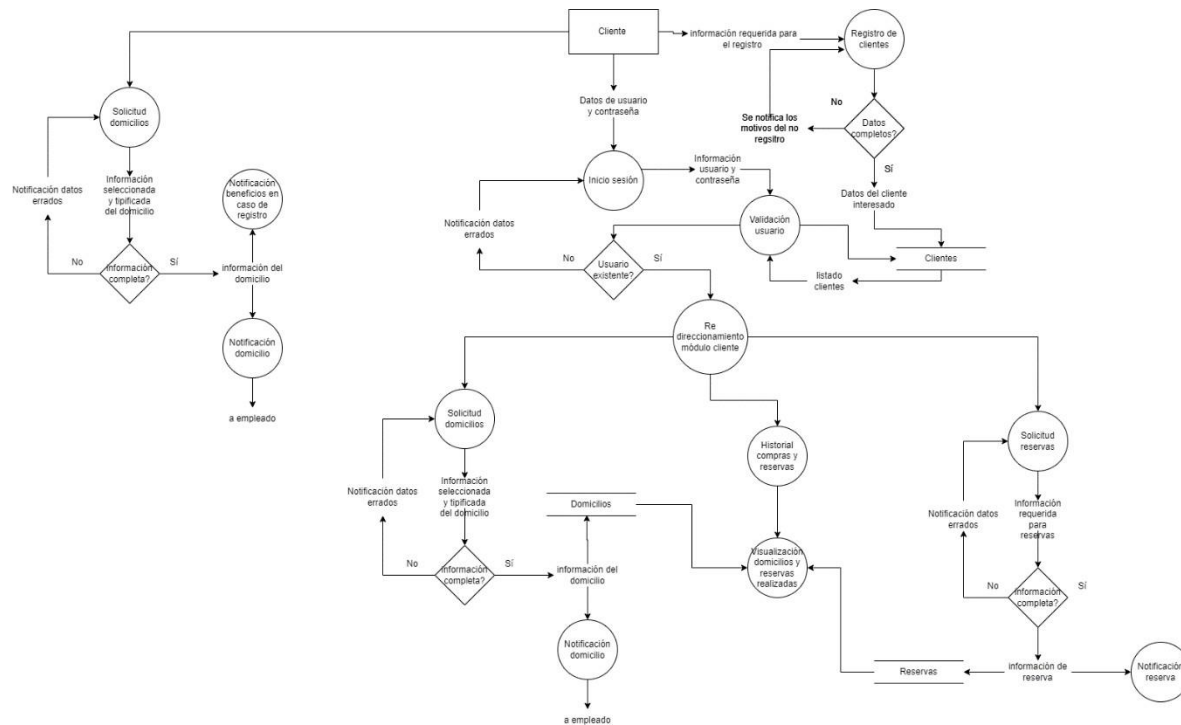 Cliente
información requerida para
el registro
Registro de
clientes
Datos de usuario
y contraseña
No
Se notifica los
motivos del no
regsitro
Datos
completos?
Sí
Datos del cliente
interesado
Solicitud
domicilios
Notificación datos
errados
Información
seleccionada
y tipificada
del domicilio
Notificación
beneficios en
caso de
registro
No
Información
completa?
Sí
información del
domicilio
Notificación
domicilio
a empleado
Inicio sesión
Información
usuario y
contraseña
Notificación datos
errados
Validación
usuario
No
Usuario
existente?
Sí
Clientes
listado
clientes
Re
direccionamiento
módulo cliente
Solicitud
domicilios
Notificación datos
errados
Información
seleccionada
y tipificada
del domicilio
No
Información
completa?
Sí
Domicilios
información del
domicilio
Notificación
domicilio
a empleado
Historial
compras y
reservas
Visualización
domicilios y
reservas
realizadas
Solicitud
reservas
Notificación datos
errados
Información
requerida
para
reservas
No
Información
completa?
Sí
Reservas
información de
reserva
Notificación
reserva